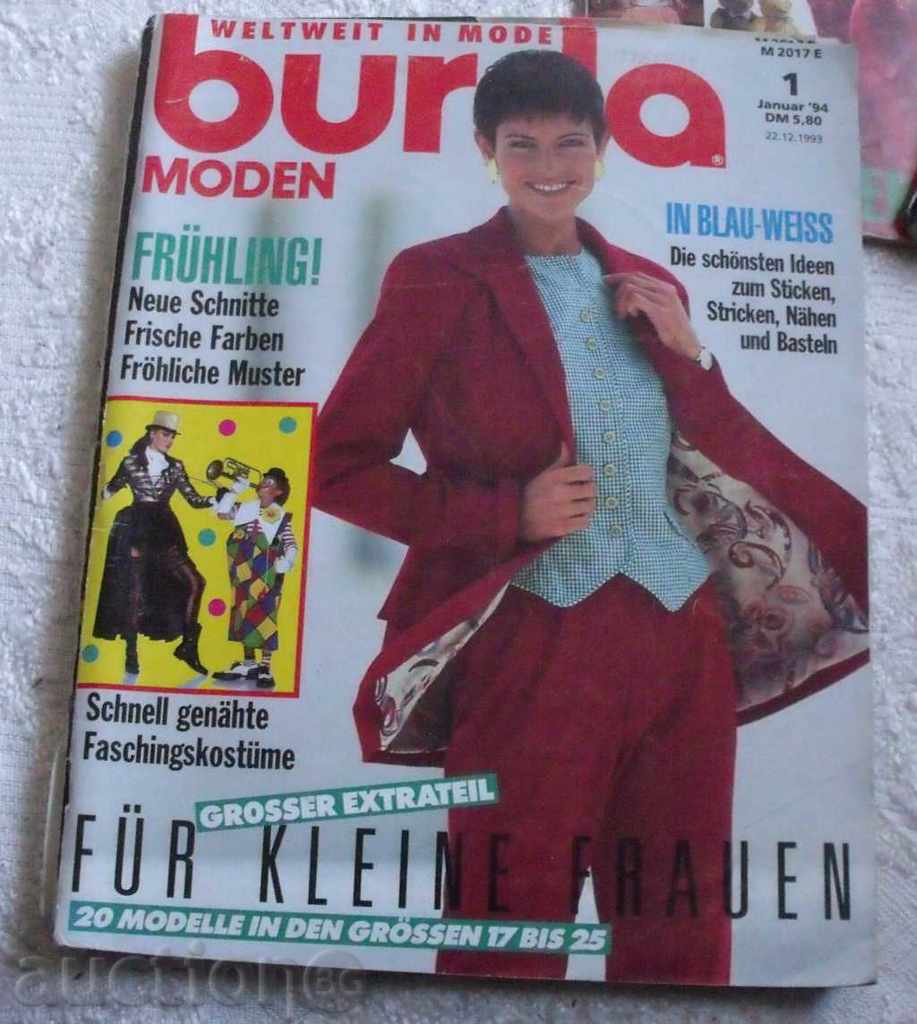 WELTWEIT IN MODE
burda
MODEN
M 2017 E
1
Januar '94
DM 5,80
22.12.1993
IN BLAU-WEISS
Die schönsten Ideen
zum Sticken,
Stricken, Nähen
und Basteln
FRÜHLING!
Neue Schnitte
Frische Farben
Fröhliche Muster
Schnell genähte
Faschingskostüme
GROSSER EXTRATEIL
FÜR KLEINE FRAUEN
20 MODELLE IN DEN GRÖSSEN 17 BIS 25
auction BG